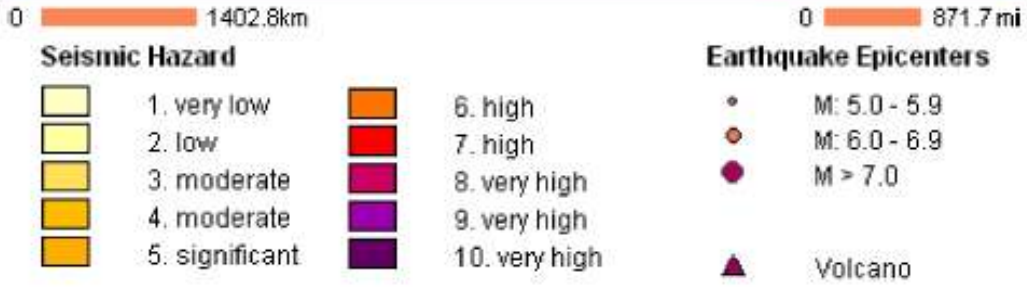 0 1402.8km
0 871.7 mi
Seismic Hazard
1. very low
2. low
3. moderate
4. moderate
5. significant
6. high
7. high
8. very high
9. very high
10. very high
Earthquake Epicenters
M: 5.0 - 5.9
M: 6.0 - 6.9
M > 7.0
Volcano